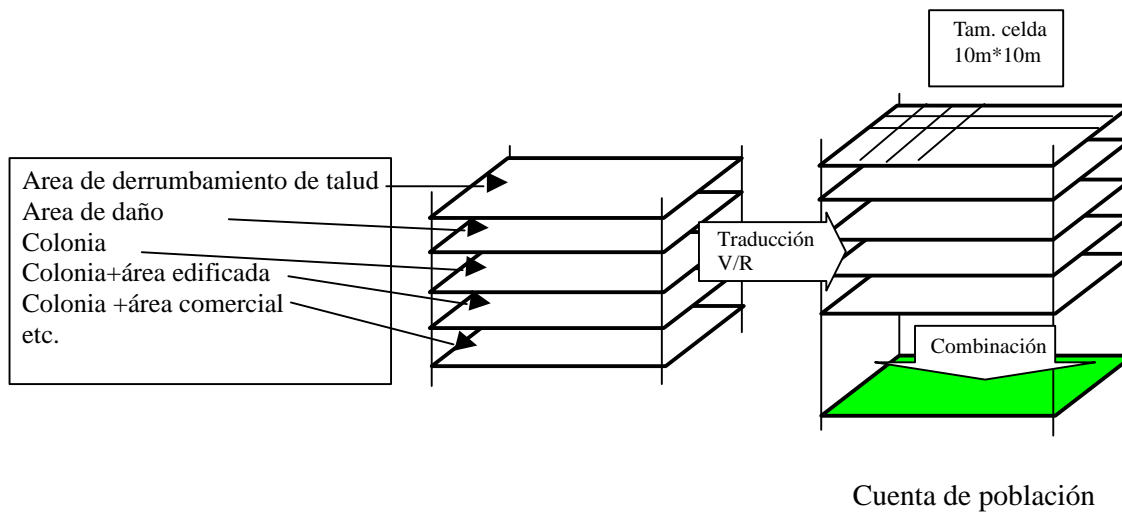 Tam. celda
10m*10m
Area de derrumbamiento de talud
Area de daño
Colonia
Colonia+área edificada
Colonia +área comercial
etc.
Traducción
V/R
Combinación
Cuenta de población